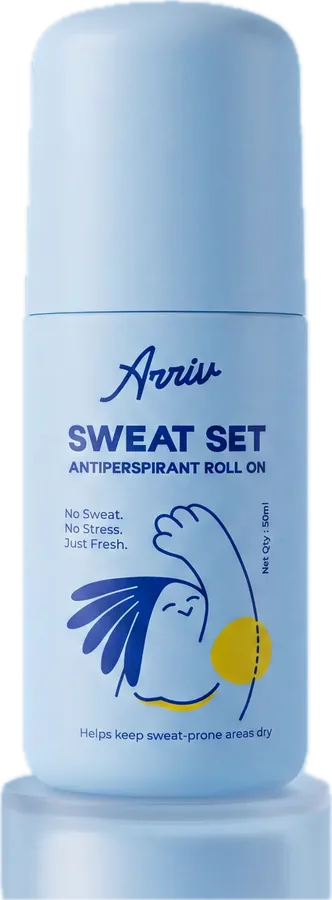 Arriv
SWEAT SET
ANTIPERSPIRANT ROLL ON
No Sweat.
No Stress.
Just Fresh.
Net Qty : 50ml
Helps keep sweat-prone areas dry